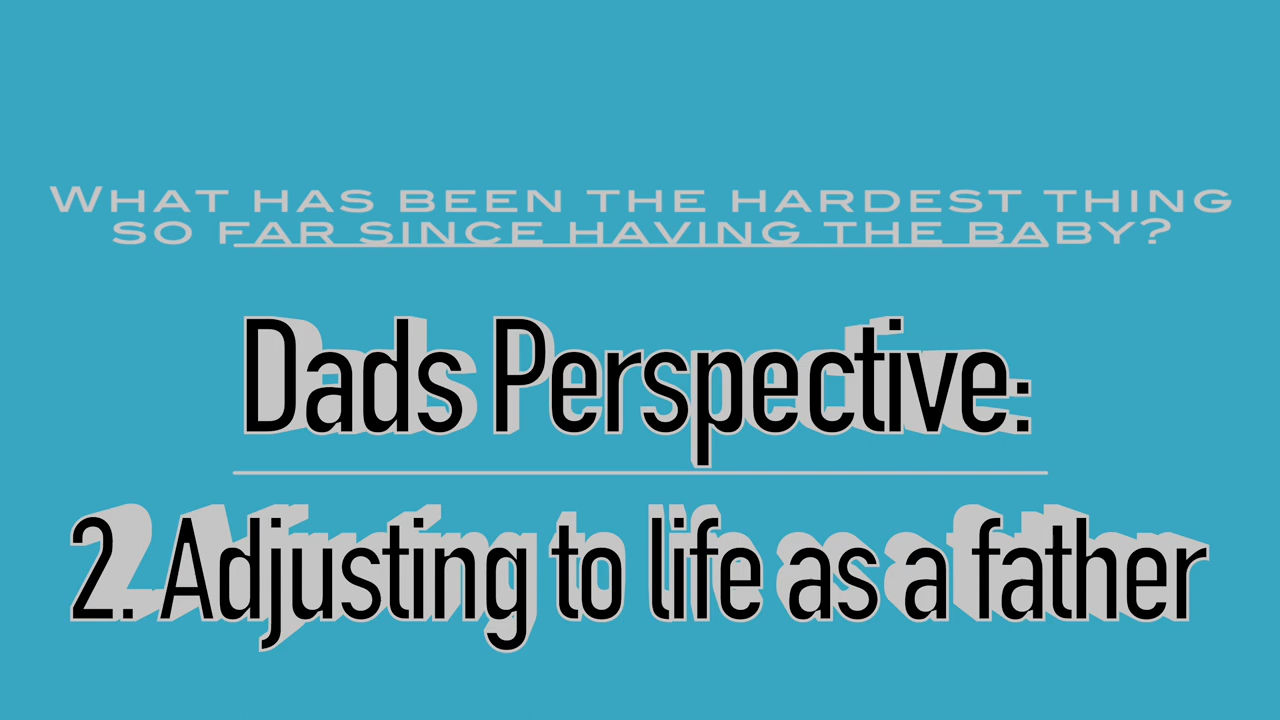 What has been the hardest thing
so far since having the baby?
Dads Perspective:
2. Adjusting to life as a father